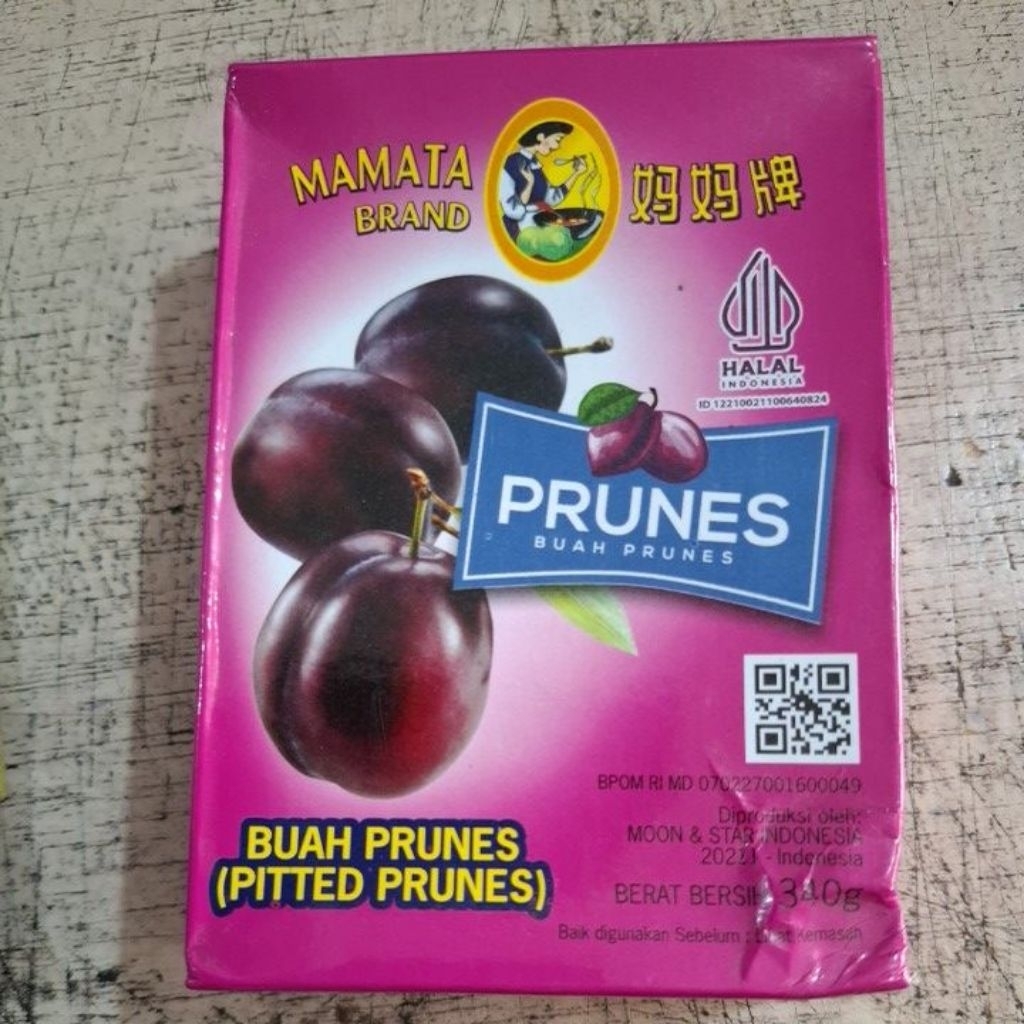 MAMATA
BRAND
妈妈牌
HALAL
INDONESIA
ID 12210021100640824
PRUNES
BUAH PRUNES
BPOM RI MD 070227001600049
Diproduksi oleh:
MOON & STAR INDONESIA
20221 - Indonesia
BERAT BERSIH 340g
Baik digunakan Sebelum : Lihat Kemasan
BUAH PRUNES
(PITTED PRUNES)